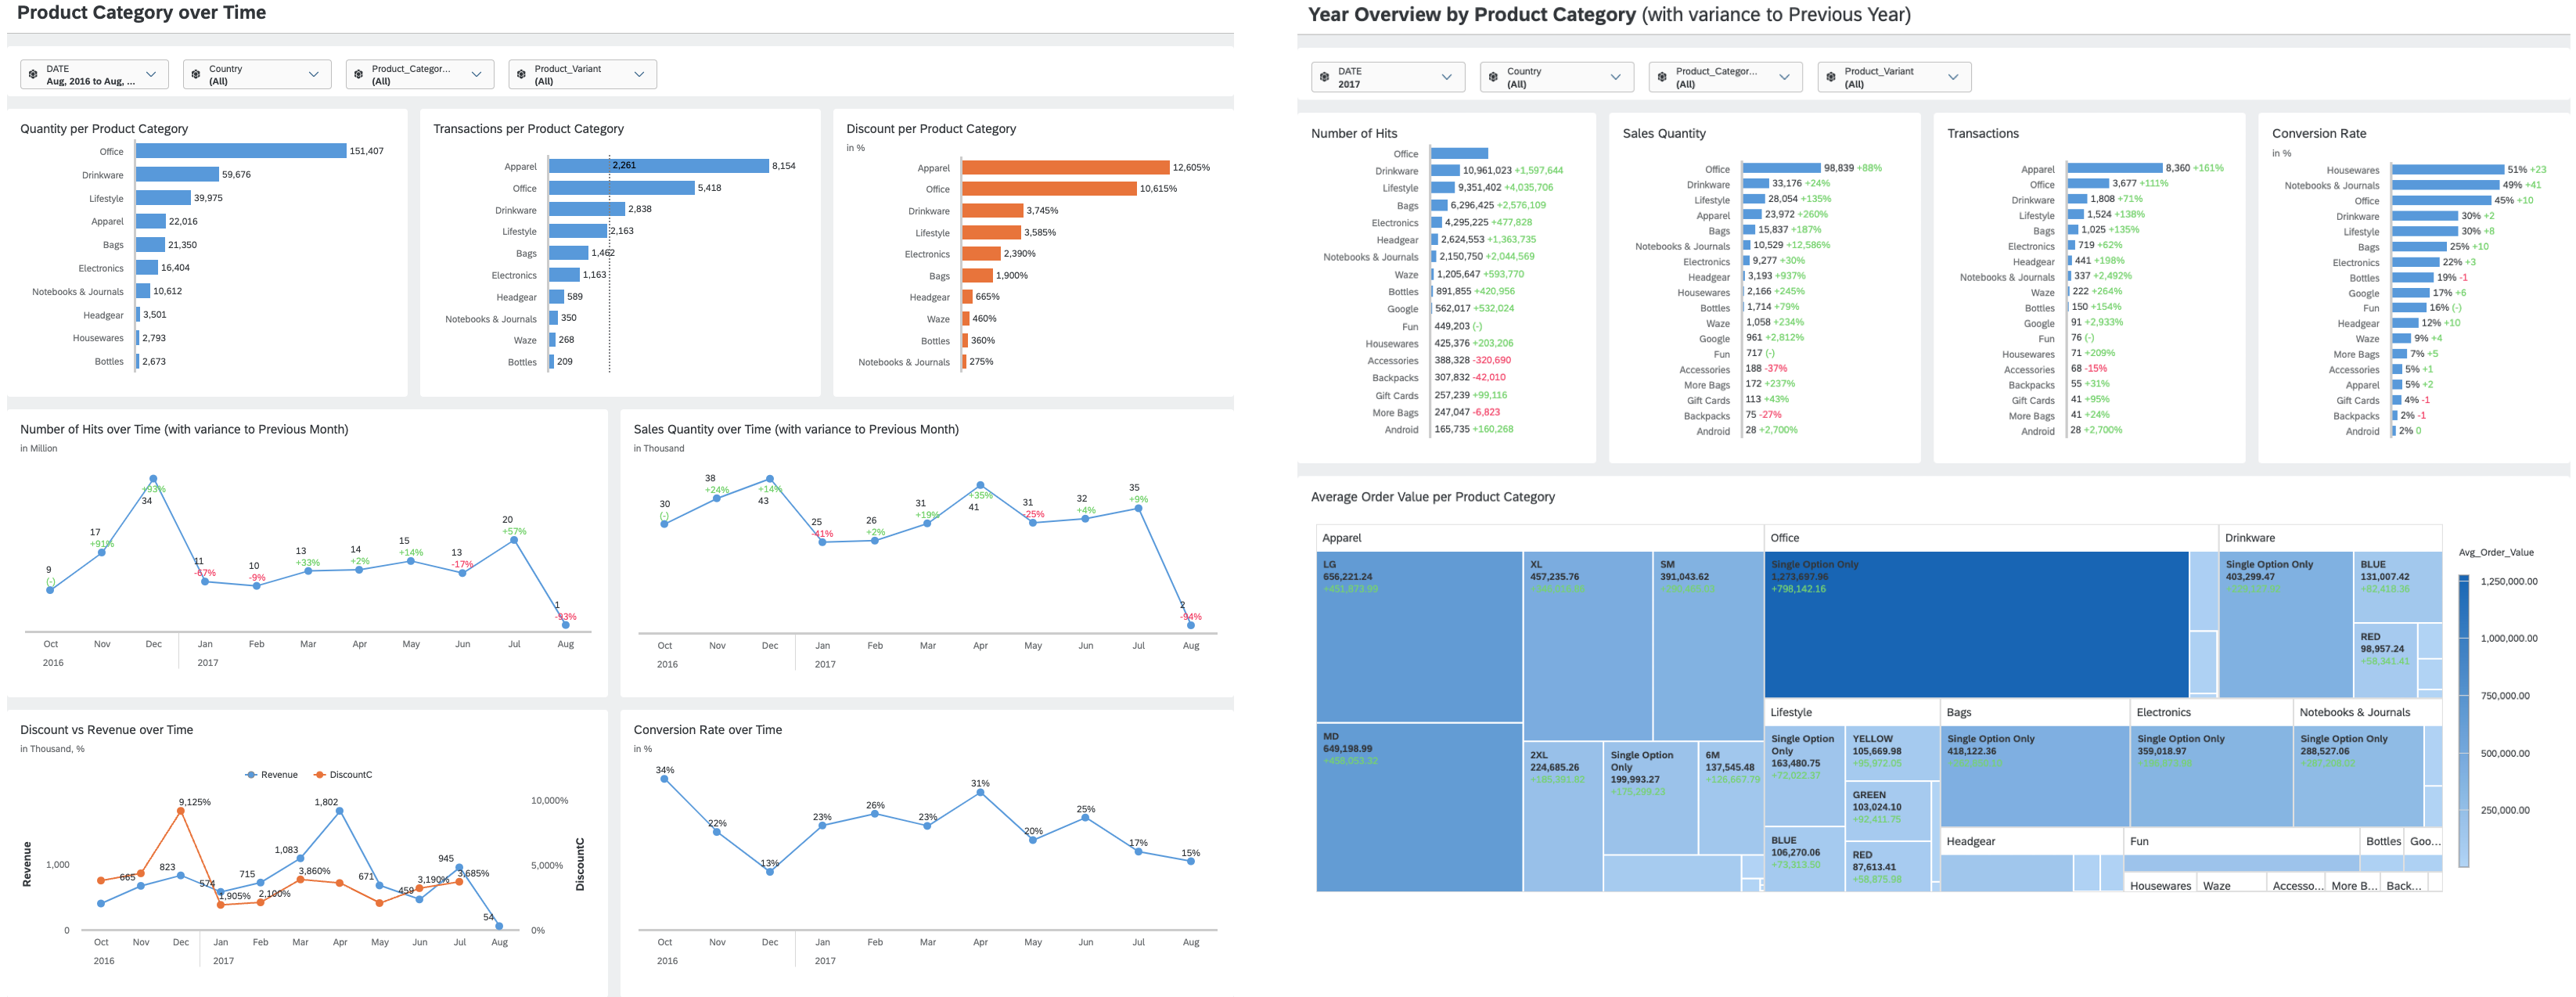 Product Category over Time
DATE
Aug, 2016 to Aug, ...
Country
(All)
Product_Categor...
(All)
Product_Variant
(All)
Quantity per Product Category
Office 151,407
Drinkware 59,676
Lifestyle 39,975
Apparel 22,016
Bags 21,350
Electronics 16,404
Notebooks & Journals 10,612
Headgear 3,501
Housewares 2,793
Bottles 2,673
Transactions per Product Category
2,261
Apparel 8,154
Office 5,418
Drinkware 2,838
Lifestyle 2,163
Bags 1,462
Electronics 1,163
Headgear 589
Notebooks & Journals 350
Waze 268
Bottles 209
Discount per Product Category
in %
Apparel 12,605%
Office 10,615%
Drinkware 3,745%
Lifestyle 3,585%
Electronics 2,390%
Bags 1,900%
Headgear 665%
Waze 460%
Bottles 360%
Notebooks & Journals 275%
Number of Hits over Time (with variance to Previous Month)
in Million
9 (-)
17 +91%
34 +93%
11 -67%
10 -9%
13 +33%
14 +2%
15 +14%
13 -17%
20 +57%
1 -93%
Oct Nov Dec Jan Feb Mar Apr May Jun Jul Aug
2016 2017
Sales Quantity over Time (with variance to Previous Month)
in Thousand
30 (-)
38 +24%
+14% 43
25 -41%
26 +2%
31 +19%
+35% 41
31 -25%
32 +4%
35 +9%
2 -94%
Oct Nov Dec Jan Feb Mar Apr May Jun Jul Aug
2016 2017
Discount vs Revenue over Time
in Thousand, %
Revenue DiscountC
Revenue
1,000
0
665 823 574 715 1,083 1,802 671 459 945 54
9,125% 1,905% 2,100% 3,860% 3,190% 3,685%
10,000%
5,000%
0%
DiscountC
Oct Nov Dec Jan Feb Mar Apr May Jun Jul Aug
2016 2017
Conversion Rate over Time
in %
34% 22% 13% 23% 26% 23% 31% 20% 25% 17% 15%
Oct Nov Dec Jan Feb Mar Apr May Jun Jul Aug
2016 2017
Year Overview by Product Category (with variance to Previous Year)
DATE
2017
Country
(All)
Product_Categor...
(All)
Product_Variant
(All)
Number of Hits
Office
Drinkware 10,961,023 +1,597,644
Lifestyle 9,351,402 +4,035,706
Bags 6,296,425 +2,576,109
Electronics 4,295,225 +477,828
Headgear 2,624,553 +1,363,735
Notebooks & Journals 2,150,750 +2,044,569
Waze 1,205,647 +593,770
Bottles 891,855 +420,956
Google 562,017 +532,024
Fun 449,203 (-)
Housewares 425,376 +203,206
Accessories 388,328 -320,690
Backpacks 307,832 -42,010
Gift Cards 257,239 +99,116
More Bags 247,047 -6,823
Android 165,735 +160,268
Sales Quantity
Office 98,839 +88%
Drinkware 33,176 +24%
Lifestyle 28,054 +135%
Apparel 23,972 +260%
Bags 15,837 +187%
Notebooks & Journals 10,529 +12,586%
Electronics 9,277 +30%
Headgear 3,193 +937%
Housewares 2,166 +245%
Bottles 1,714 +79%
Waze 1,058 +234%
Google 961 +2,812%
Fun 717 (-)
Accessories 188 -37%
More Bags 172 +237%
Gift Cards 113 +43%
Backpacks 75 -27%
Android 28 +2,700%
Transactions
Apparel 8,360 +161%
Office 3,677 +111%
Drinkware 1,808 +71%
Lifestyle 1,524 +138%
Bags 1,025 +135%
Electronics 719 +62%
Headgear 441 +198%
Notebooks & Journals 337 +2,492%
Waze 222 +264%
Bottles 150 +154%
Google 91 +2,933%
Fun 76 (-)
Housewares 71 +209%
Accessories 68 -15%
Backpacks 55 +31%
Gift Cards 41 +95%
More Bags 41 +24%
Android 28 +2,700%
Conversion Rate
in %
Housewares 51% +23
Notebooks & Journals 49% +41
Office 45% +10
Drinkware 30% +2
Lifestyle 30% +8
Bags 25% +10
Electronics 22% +3
Bottles 19% -1
Google 17% +6
Fun 16% (-)
Headgear 12% +10
Waze 9% +4
More Bags 7% +5
Accessories 5% +1
Apparel 5% +2
Gift Cards 4% -1
Backpacks 2% -1
Android 2% 0
Average Order Value per Product Category
Apparel
LG
656,221.24
+451,873.99
MD
649,198.99
+458,053.32
XL
457,235.76
SM
391,043.62
2XL
224,685.26
Single Option
Only
199,993.27
+175,299.23
6M
137,545.48
+126,667.79
Office
Single Option Only
1,273,697.96
+798,142.16
Drinkware
Single Option Only
403,299.47
BLUE
131,007.42
+82,418.36
RED
98,957.24
+58,341.41
Lifestyle
Single Option
Only
163,480.75
+72,022.37
BLUE
106,270.06
+73,313.50
YELLOW
105,669.98
+95,972.05
GREEN
103,024.10
+92,411.75
RED
87,613.41
+58,875.98
Bags
Single Option Only
418,122.36
Electronics
Single Option Only
359,018.97
Notebooks & Journals
Single Option Only
288,527.06
Headgear
Fun
Bottles
Goo...
Housewares
Waze
Accesso...
More B...
Back...
Avg_Order_Value
1,250,000.00
1,000,000.00
750,000.00
500,000.00
250,000.00